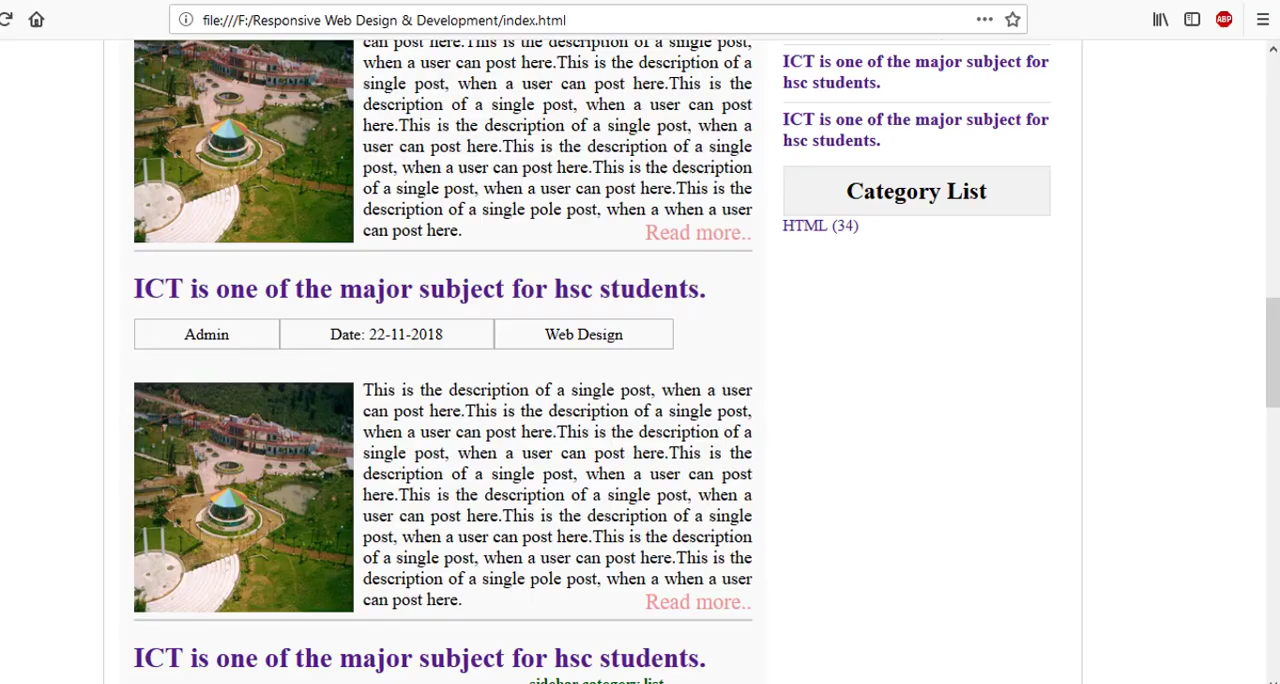 file:///F:/Responsive Web Design & Development/index.html
ABP
can post here.This is the description of a single post,
when a user can post here.This is the description of a
single post, when a user can post here.This is the
description of a single post, when a user can post
here.This is the description of a single post, when a
user can post here.This is the description of a single
post, when a user can post here.This is the description
of a single post, when a user can post here.This is the
description of a single pole post, when a when a user
can post here.
Read more..
ICT is one of the major subject for hsc students.
Admin
Date: 22-11-2018
Web Design
This is the description of a single post, when a user
can post here.This is the description of a single post,
when a user can post here.This is the description of a
single post, when a user can post here.This is the
description of a single post, when a user can post
here.This is the description of a single post, when a
user can post here.This is the description of a single
post, when a user can post here.This is the description
of a single post, when a user can post here.This is the
description of a single pole post, when a when a user
can post here.
Read more..
ICT is one of the major subject for hsc students.
sidebar category list
ICT is one of the major subject for
hsc students.
ICT is one of the major subject for
hsc students.
Category List
HTML (34)